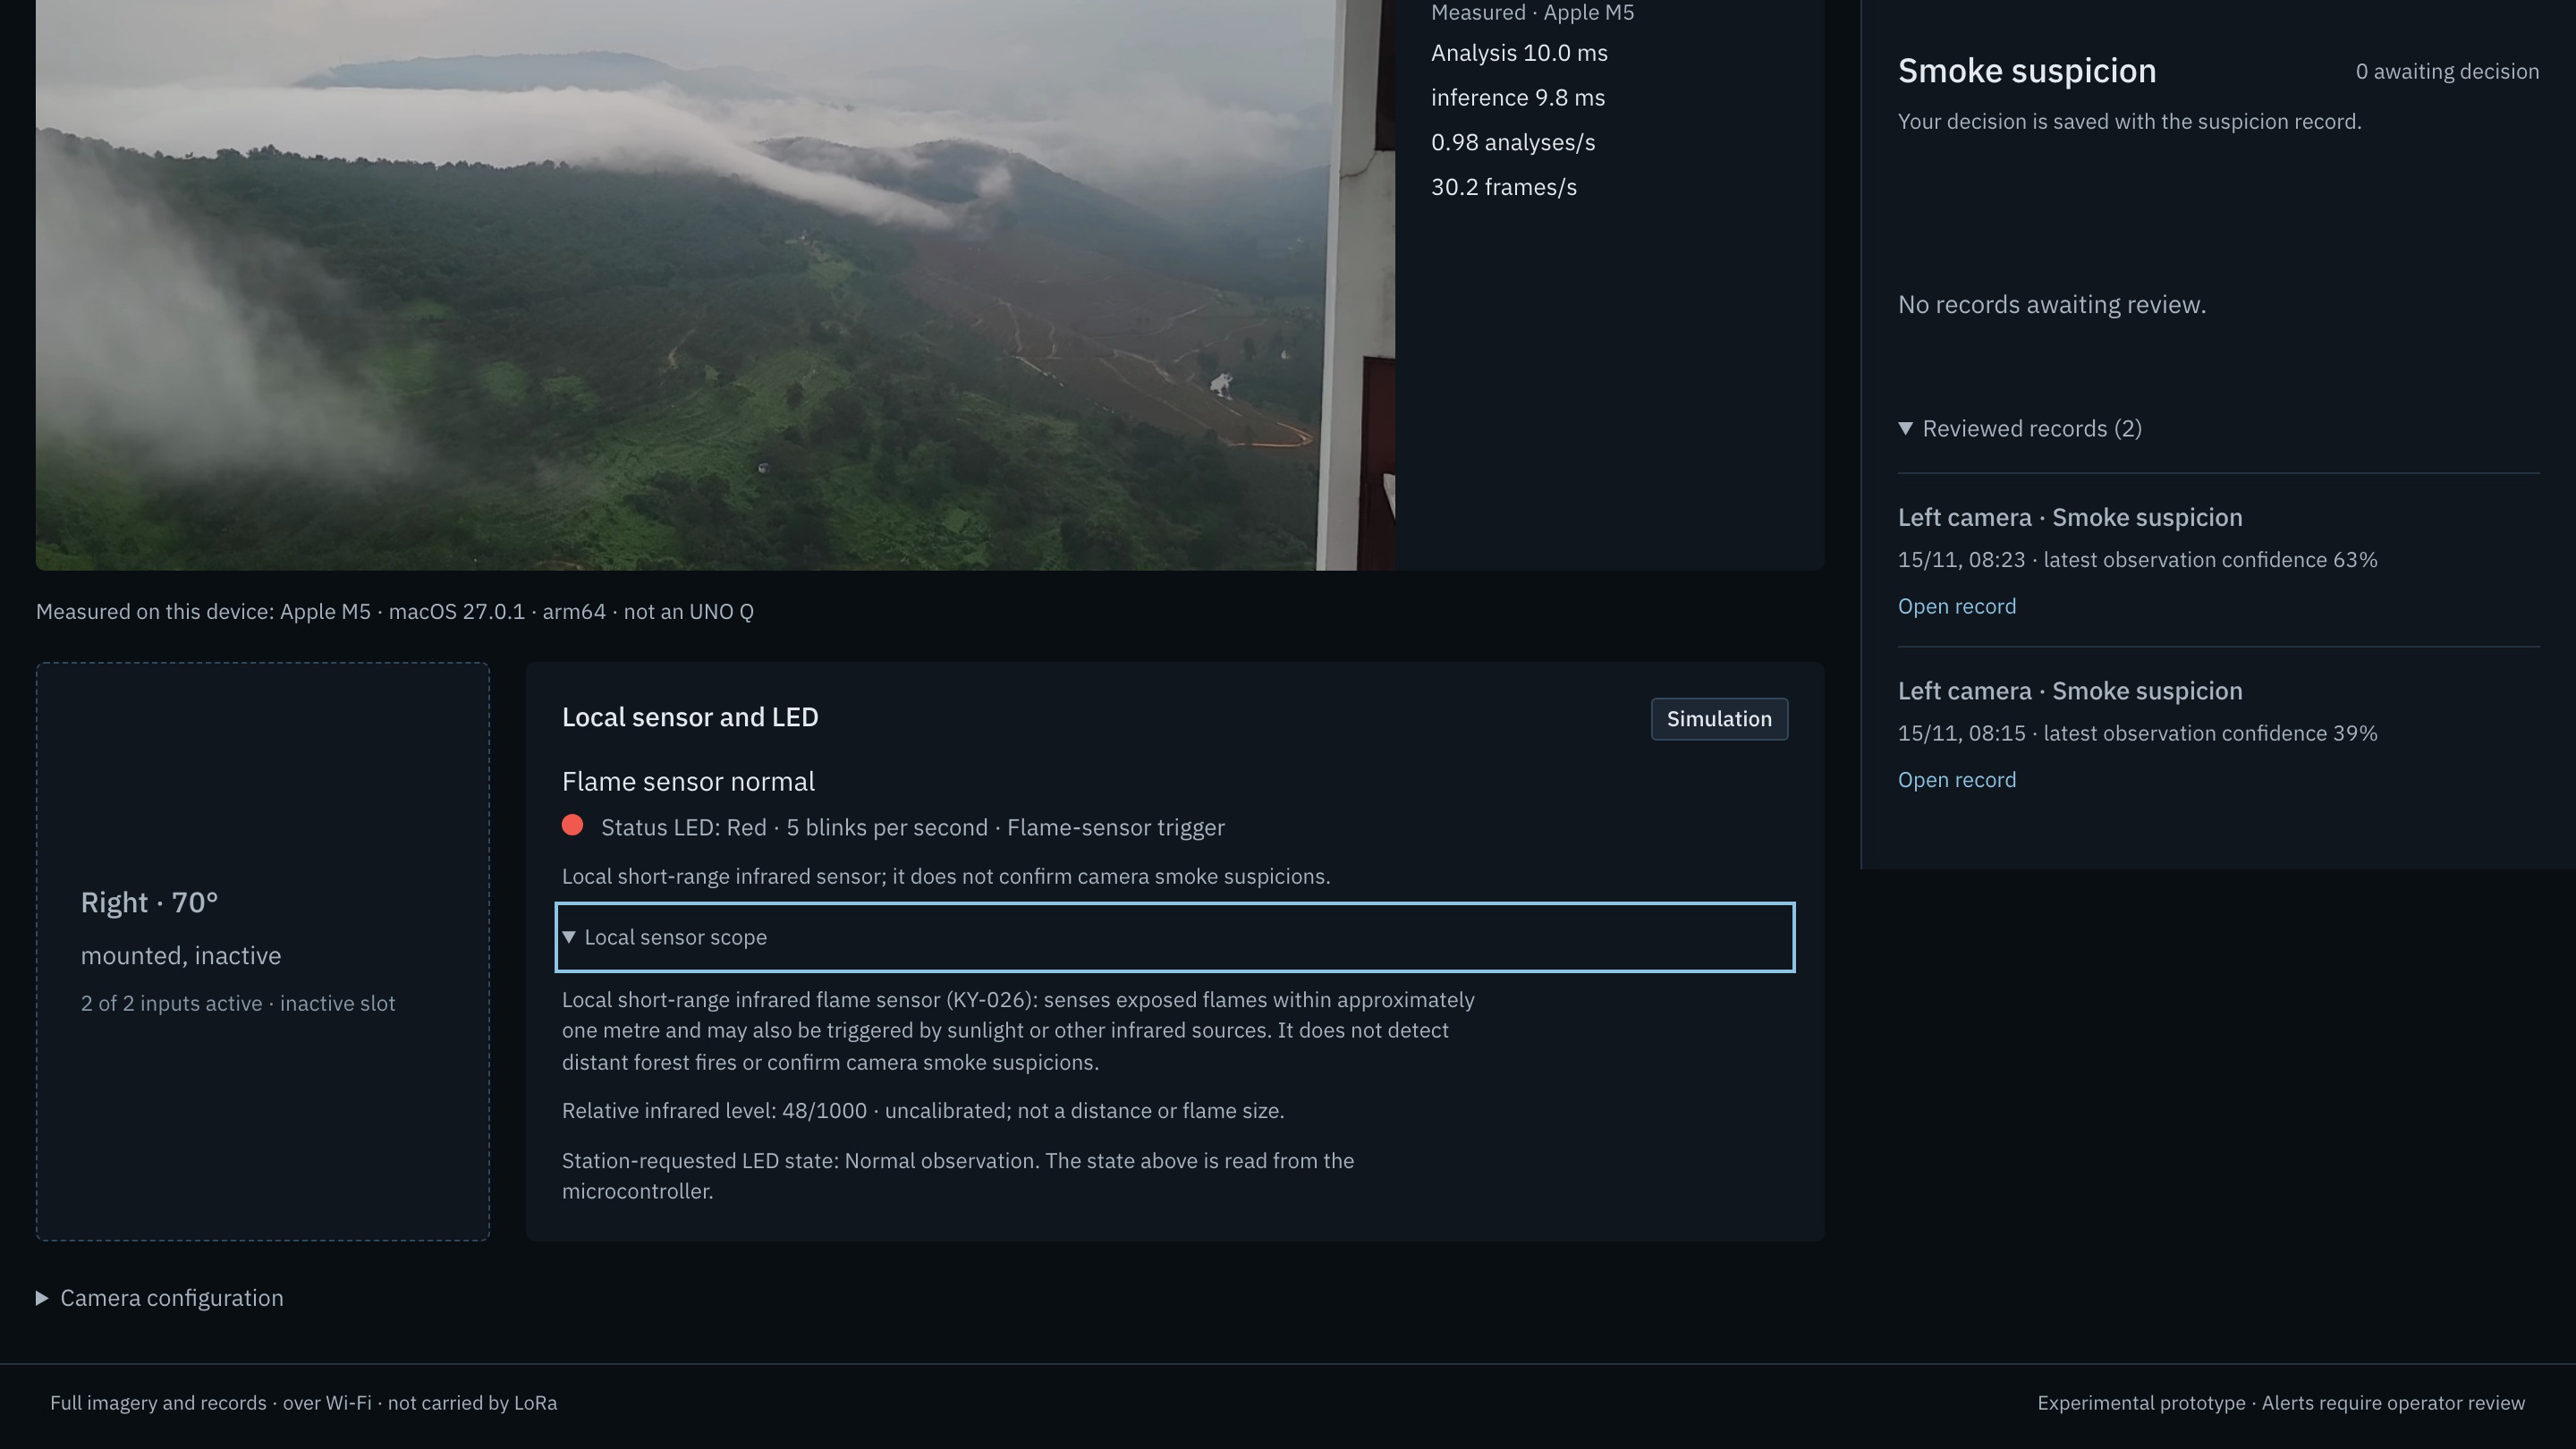 Measured · Apple M5
Analysis 10.0 ms
inference 9.8 ms
0.98 analyses/s
30.2 frames/s
Measured on this device: Apple M5 · macOS 27.0.1 · arm64 · not an UNO Q
Right · 70°
mounted, inactive
2 of 2 inputs active · inactive slot
Local sensor and LED
Simulation
Flame sensor normal
Status LED: Red · 5 blinks per second · Flame-sensor trigger
Local short-range infrared sensor; it does not confirm camera smoke suspicions.
▼ Local sensor scope
Local short-range infrared flame sensor (KY-026): senses exposed flames within approximately
one metre and may also be triggered by sunlight or other infrared sources. It does not detect
distant forest fires or confirm camera smoke suspicions.
Relative infrared level: 48/1000 · uncalibrated; not a distance or flame size.
Station-requested LED state: Normal observation. The state above is read from the
microcontroller.
▶ Camera configuration
Smoke suspicion
0 awaiting decision
Your decision is saved with the suspicion record.
No records awaiting review.
▼ Reviewed records (2)
Left camera · Smoke suspicion
15/11, 08:23 · latest observation confidence 63%
Open record
Left camera · Smoke suspicion
15/11, 08:15 · latest observation confidence 39%
Open record
Full imagery and records · over Wi-Fi · not carried by LoRa
Experimental prototype · Alerts require operator review